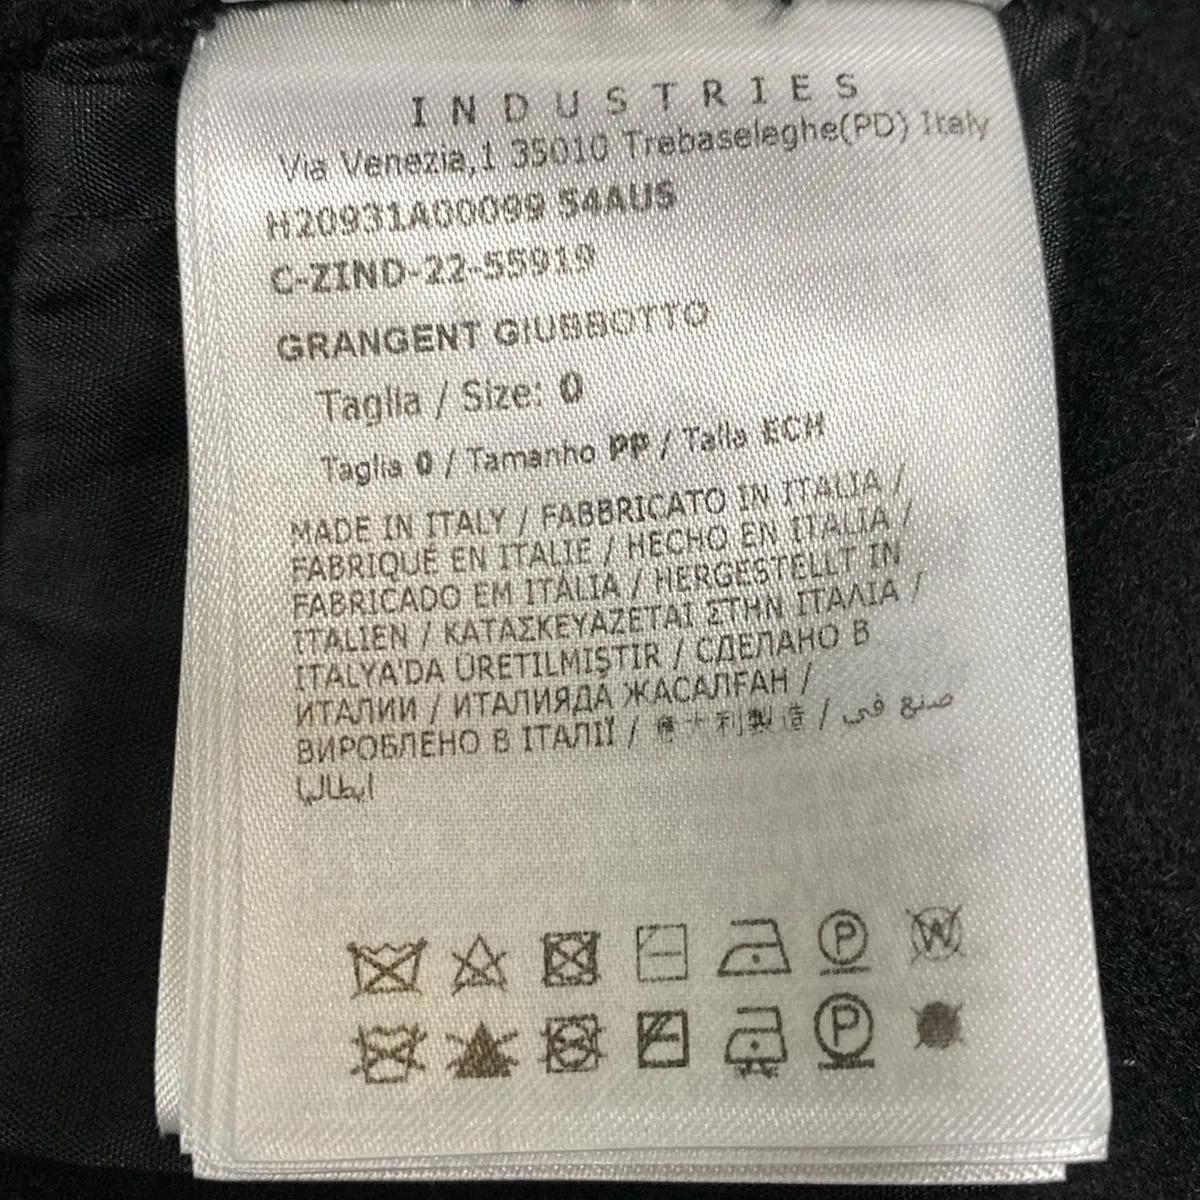 INDUSTRIES
Via Venezia,1 35010 Trebaseleghe(PD) Italy
H20931A00099 54AUS
C-ZIND-22-55919
GRANGENT GIUBBOTTO
Taglia / Size: 0
Taglia 0 / Tamanho PP / Talla ECH
MADE IN ITALY / FABBRICATO IN ITALIA /
FABRIQUÉ EN ITALIE / HECHO EN ITALIA /
FABRICADO EM ITÁLIA / HERGESTELLT IN
ITALIEN / ΚΑΤΑΣΚΕΥΑΖΕΤΑΙ ΣΤΗΝ ΙΤΑΛΙΑ /
ITALYA'DA ÜRETILMIŞTIR / СДЕЛАНО В
ИТАЛИИ / ИТАЛИЯДА ЖАСАЛҒАН /
ВИРОБЛЕНО В ІТАЛІЇ / 大利製造 / صنع في
ايطاليا
P W
P